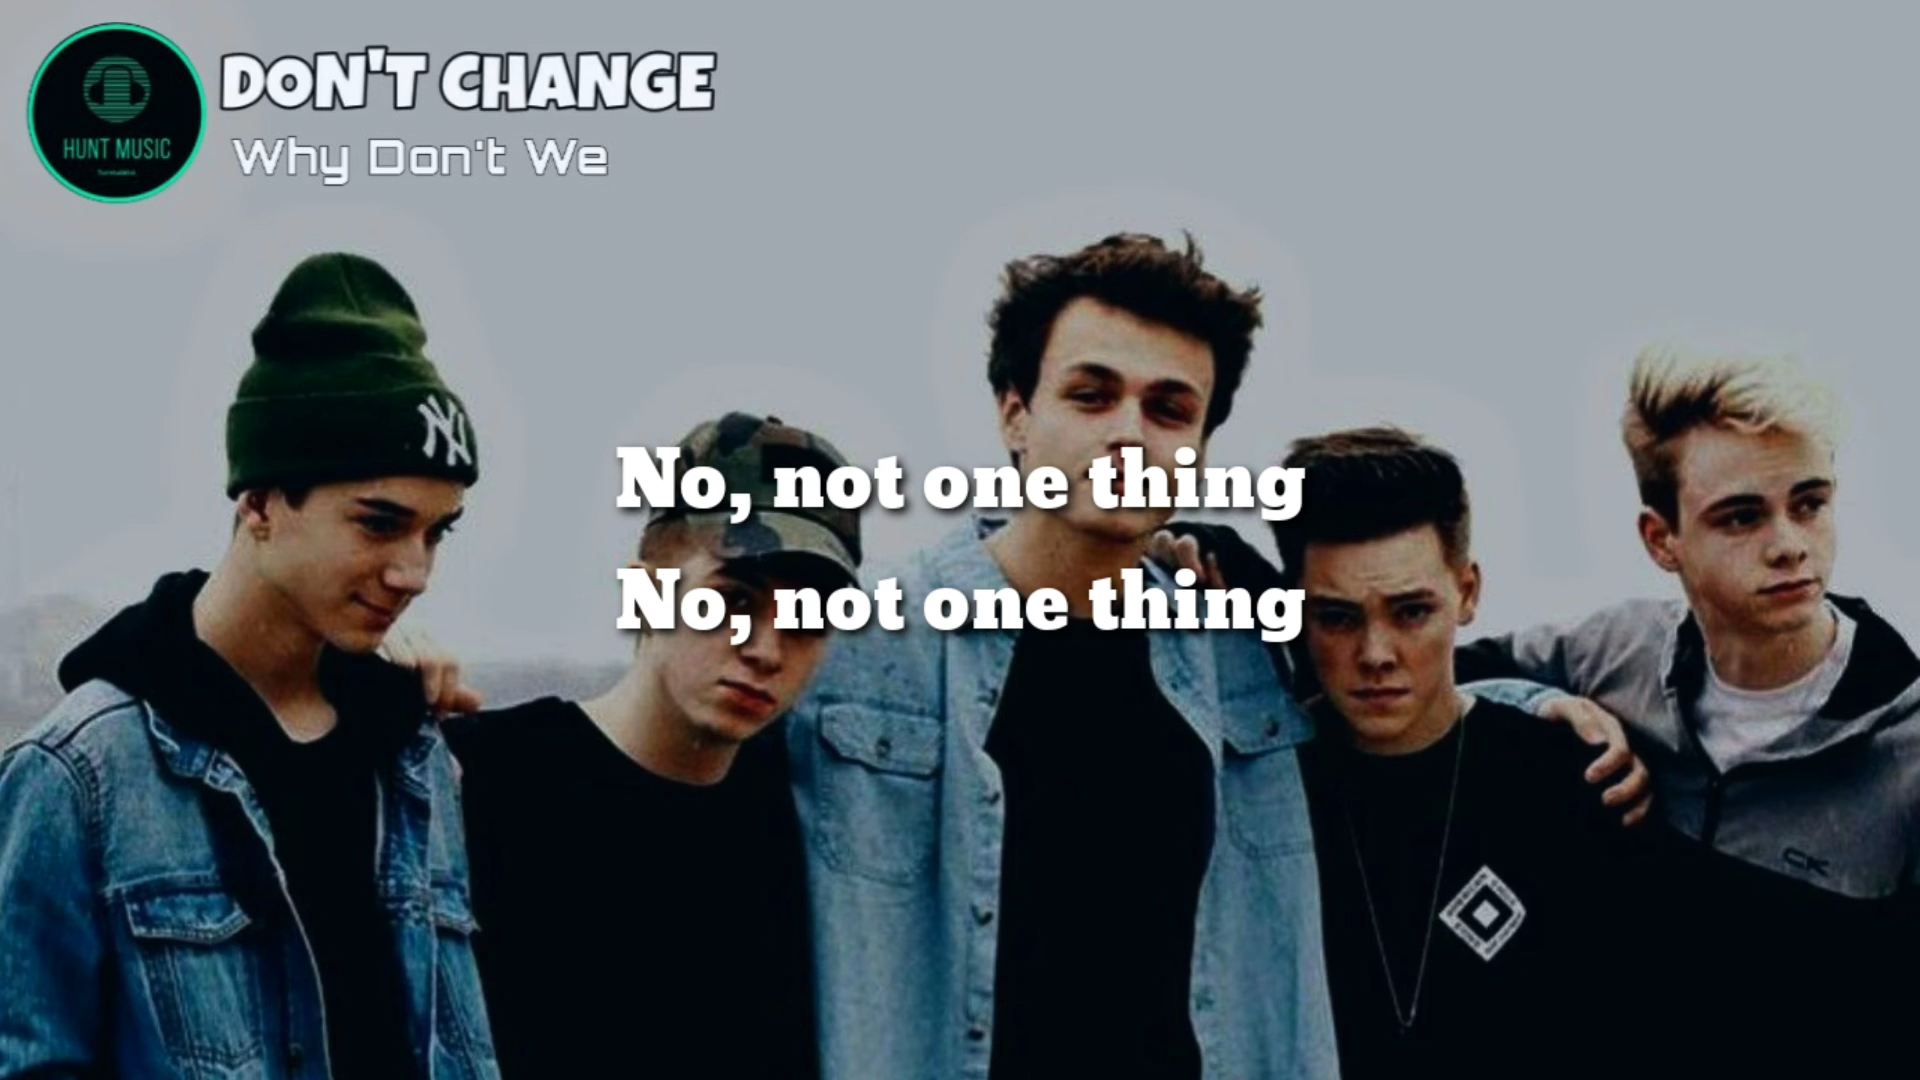 DON'T CHANGE
Why Don't We
HUNT MUSIC
NY
No, not one thing
No, not one thing
CK